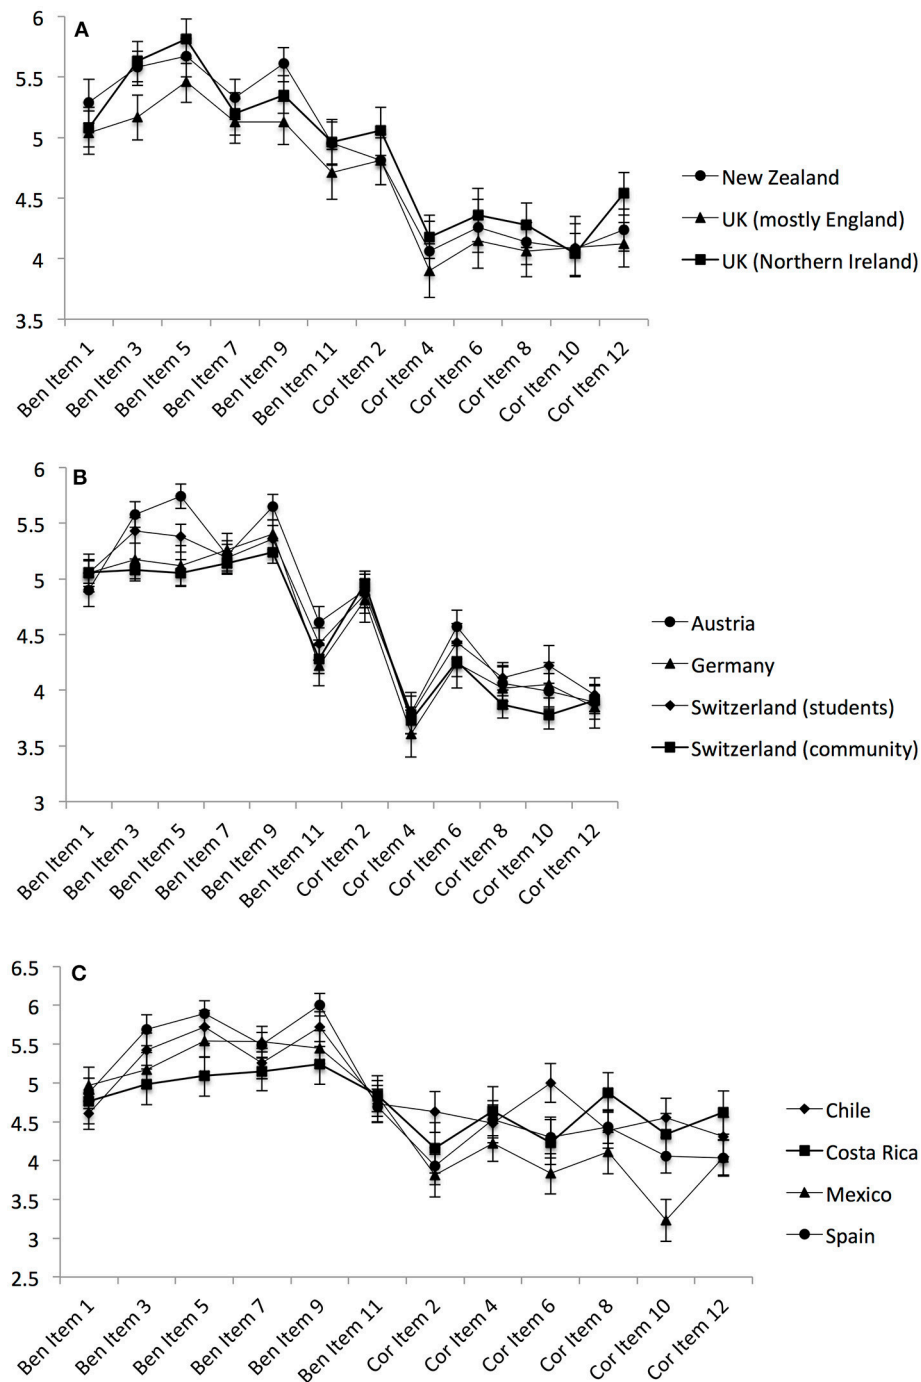 A
6
5.5
5
4.5
4
3.5
Ben Item 1
Ben Item 3
Ben Item 5
Ben Item 7
Ben Item 9
Ben Item 11
Cor Item 2
Cor Item 4
Cor Item 6
Cor Item 8
Cor Item 10
Cor Item 12
New Zealand
UK (mostly England)
UK (Northern Ireland)
B
6
5.5
5
4.5
4
3.5
3
Ben Item 1
Ben Item 3
Ben Item 5
Ben Item 7
Ben Item 9
Ben Item 11
Cor Item 2
Cor Item 4
Cor Item 6
Cor Item 8
Cor Item 10
Cor Item 12
Austria
Germany
Switzerland (students)
Switzerland (community)
C
6.5
6
5.5
5
4.5
4
3.5
3
2.5
Ben Item 1
Ben Item 3
Ben Item 5
Ben Item 7
Ben Item 9
Ben Item 11
Cor Item 2
Cor Item 4
Cor Item 6
Cor Item 8
Cor Item 10
Cor Item 12
Chile
Costa Rica
Mexico
Spain